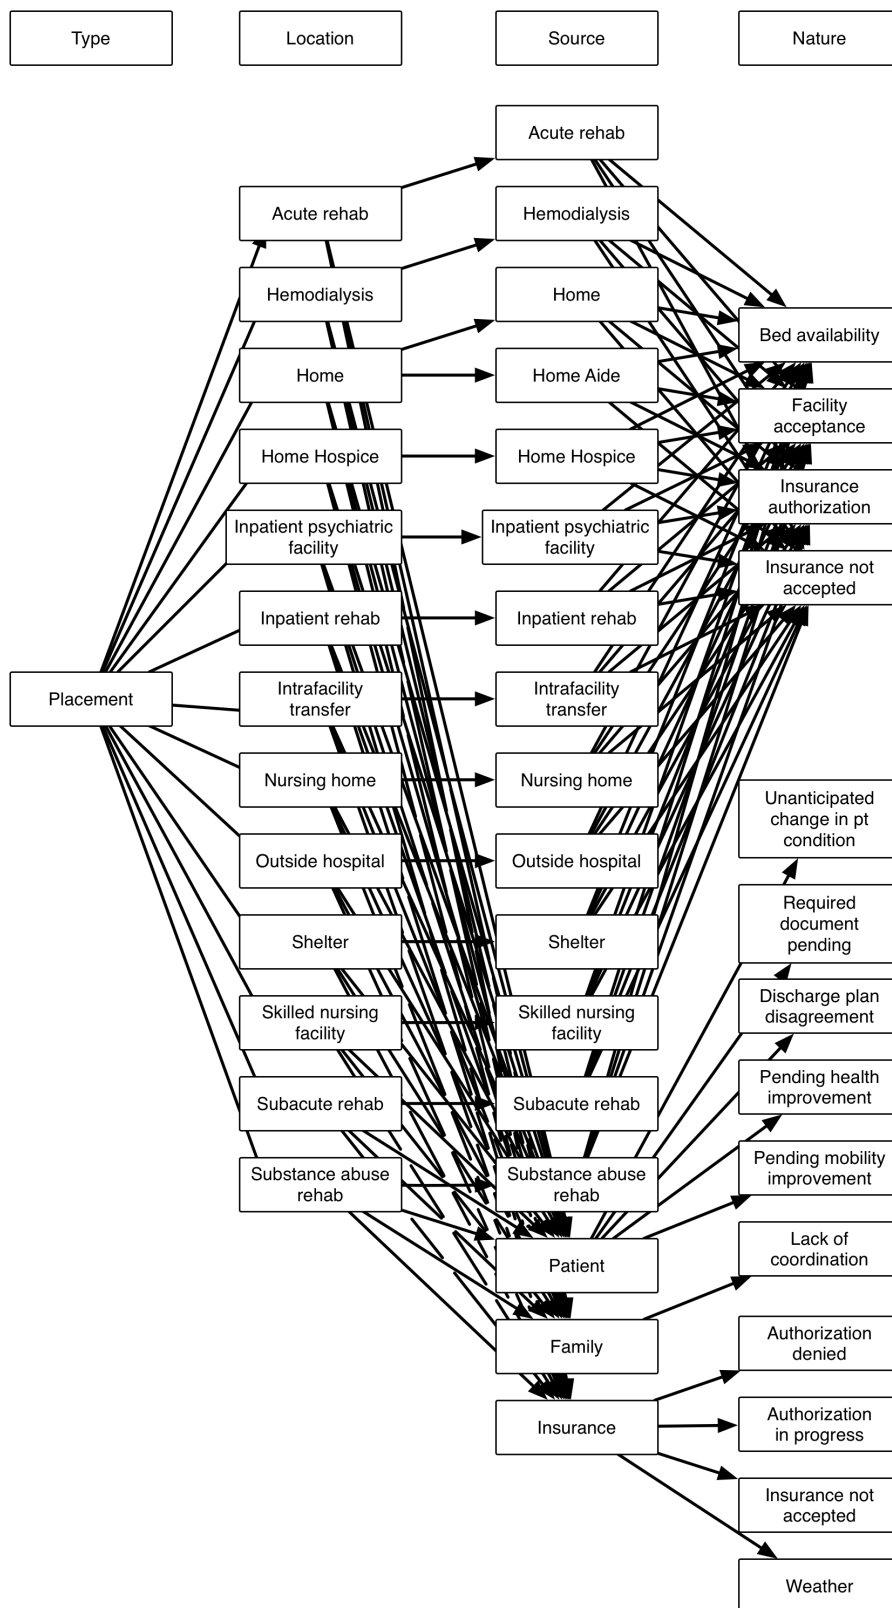 Type
Location
Source
Nature
Placement
Acute rehab
Hemodialysis
Home
Home Hospice
Inpatient psychiatric
facility
Inpatient rehab
Intrafacility
transfer
Nursing home
Outside hospital
Shelter
Skilled nursing
facility
Subacute rehab
Substance abuse
rehab
Acute rehab
Hemodialysis
Home
Home Aide
Home Hospice
Inpatient psychiatric
facility
Inpatient rehab
Intrafacility
transfer
Nursing home
Outside hospital
Shelter
Skilled nursing
facility
Subacute rehab
Substance abuse
rehab
Patient
Family
Insurance
Bed availability
Facility
acceptance
Insurance
authorization
Insurance not
accepted
Unanticipated
change in pt
condition
Required
document
pending
Discharge plan
disagreement
Pending health
improvement
Pending mobility
improvement
Lack of
coordination
Authorization
denied
Authorization
in progress
Insurance not
accepted
Weather